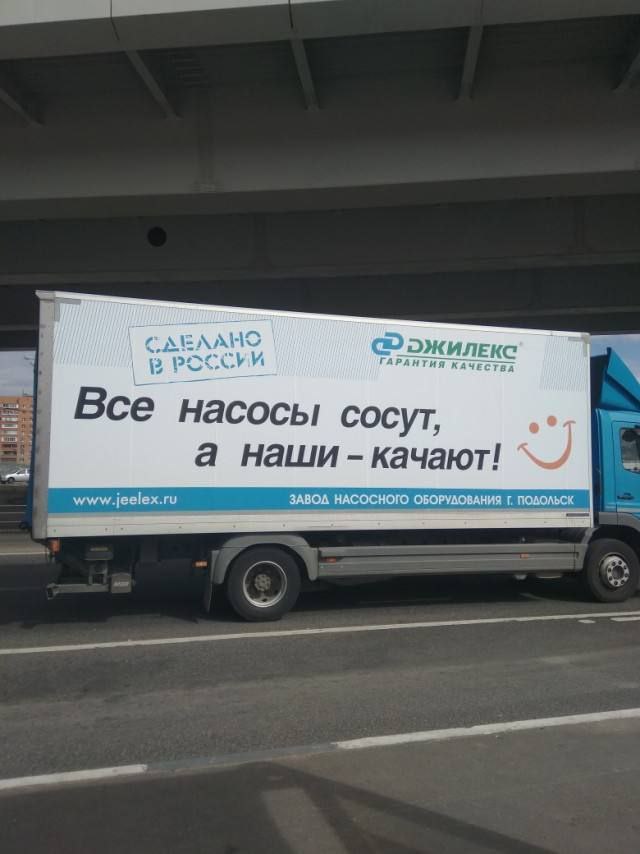 СДЕЛАНО
В РОССИИ
ДЖИЛЕКС®
ГАРАНТИЯ КАЧЕСТВА
Все насосы сосут,
а наши – качают!
www.jeelex.ru
ЗАВОД НАСОСНОГО ОБОРУДОВАНИЯ Г. ПОДОЛЬСК